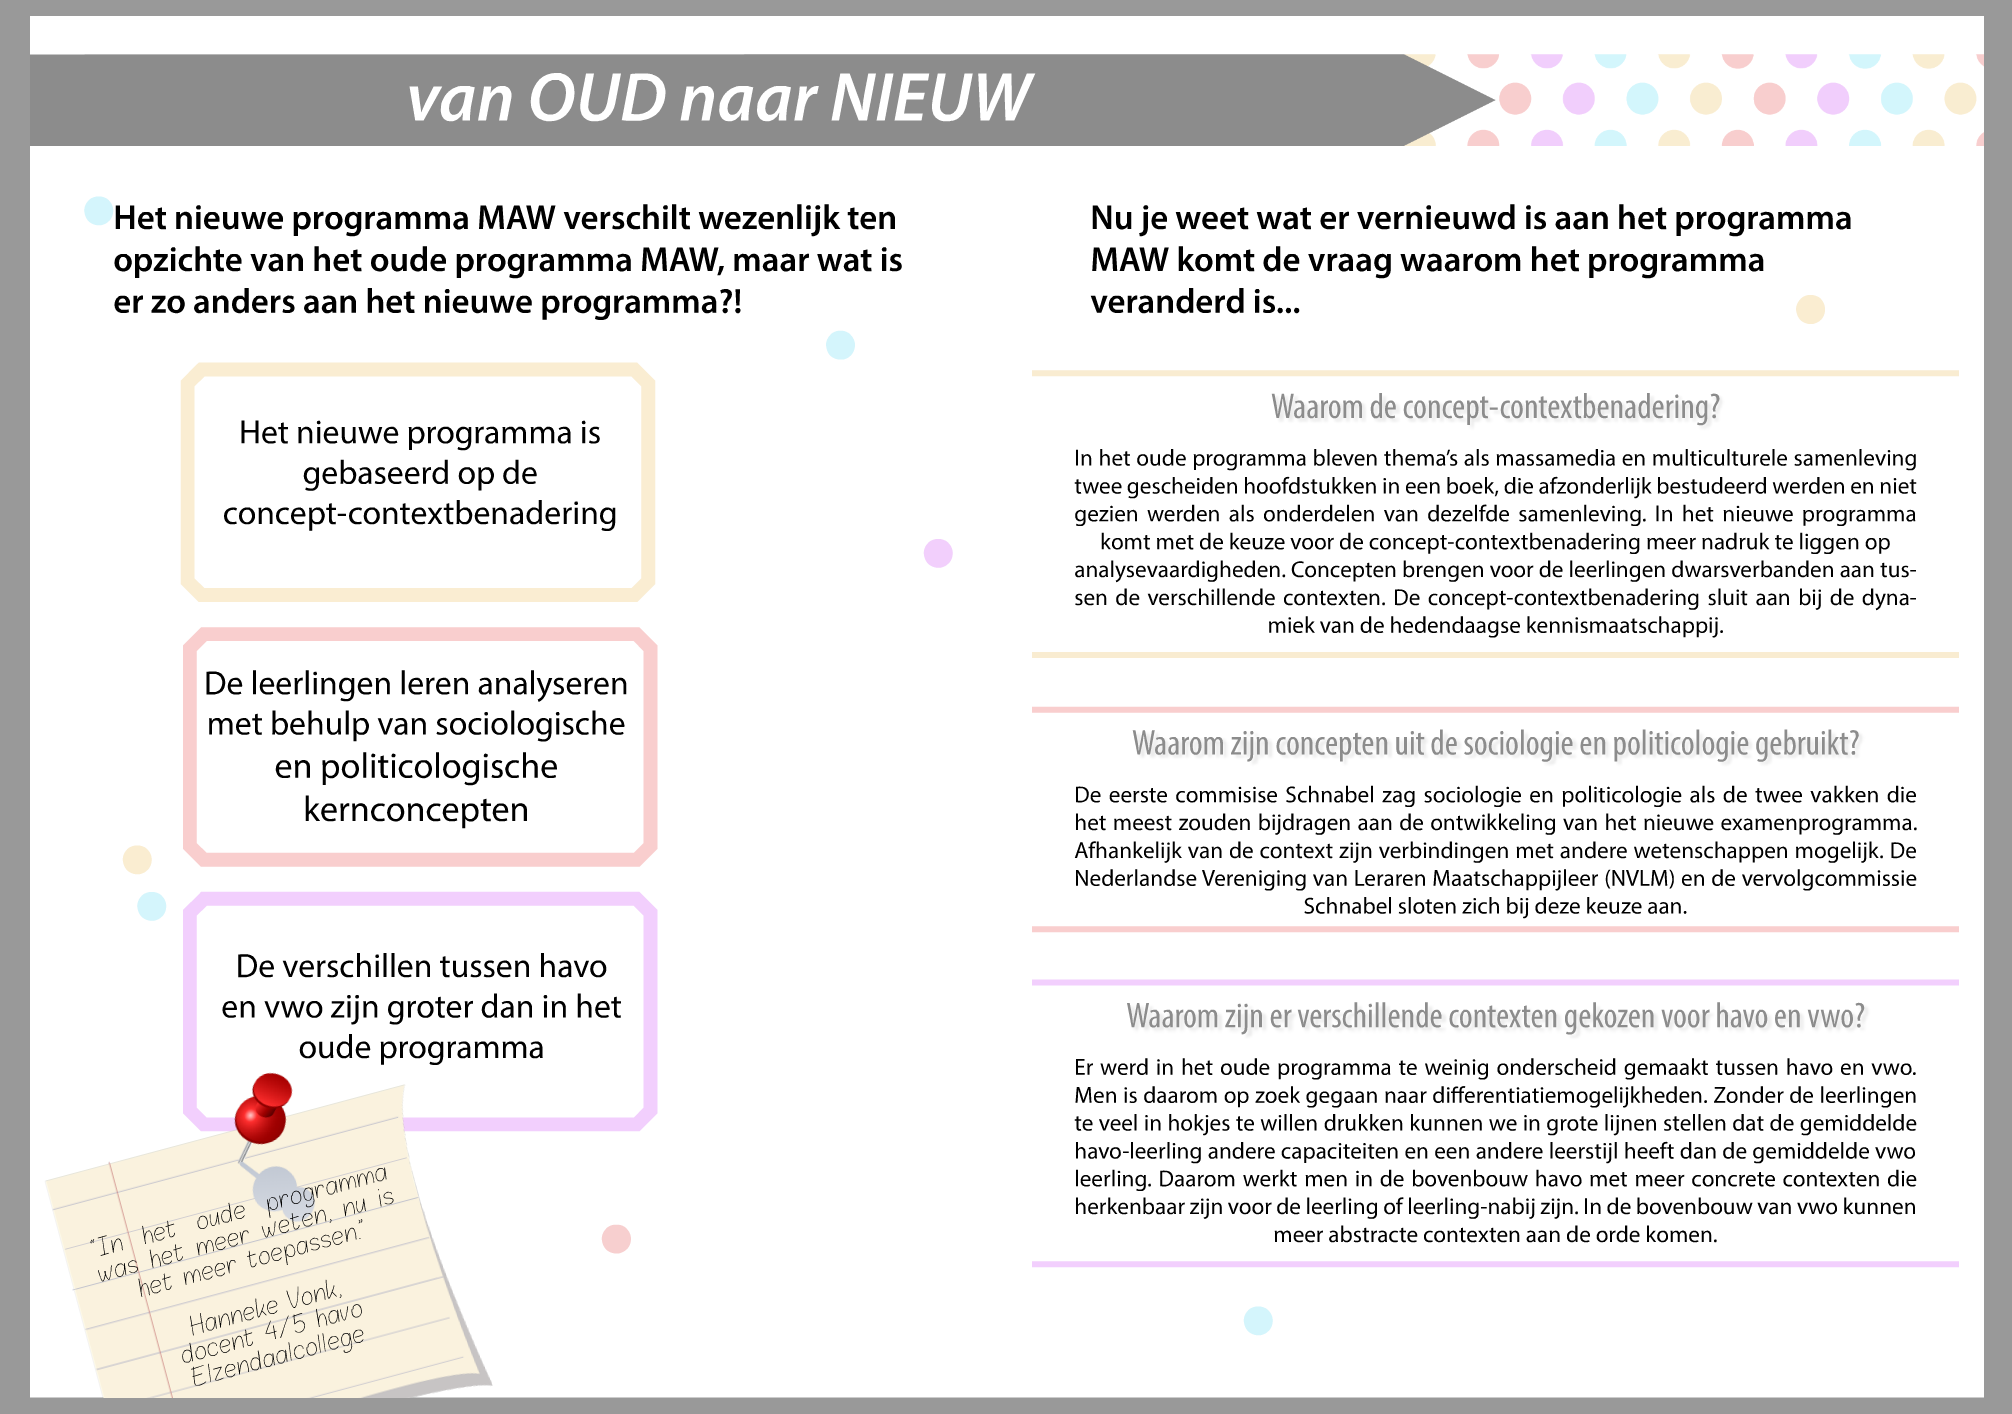 van OUD naar NIEUW
Het nieuwe programma MAW verschilt wezenlijk ten
opzichte van het oude programma MAW, maar wat is
er zo anders aan het nieuwe programma?!
Het nieuwe programma is
gebaseerd op de
concept-contextbenadering
De leerlingen leren analyseren
met behulp van sociologische
en politicologische
kernconcepten
De verschillen tussen havo
en vwo zijn groter dan in het
oude programma
"In het oude programma
was het meer weten, nu is
het meer toepassen."
Hanneke Vonk,
docent 4/5 havo
Elzendaalcollege
Nu je weet wat er vernieuwd is aan het programma
MAW komt de vraag waarom het programma
veranderd is...
Waarom de concept-contextbenadering?
In het oude programma bleven thema's als massamedia en multiculturele samenleving
twee gescheiden hoofdstukken in een boek, die afzonderlijk bestudeerd werden en niet
gezien werden als onderdelen van dezelfde samenleving. In het nieuwe programma
komt met de keuze voor de concept-contextbenadering meer nadruk te liggen op
analysevaardigheden. Concepten brengen voor de leerlingen dwarsverbanden aan tus-
sen de verschillende contexten. De concept-contextbenadering sluit aan bij de dyna-
miek van de hedendaagse kennismaatschappij.
Waarom zijn concepten uit de sociologie en politicologie gebruikt?
De eerste commisise Schnabel zag sociologie en politicologie als de twee vakken die
het meest zouden bijdragen aan de ontwikkeling van het nieuwe examenprogramma.
Afhankelijk van de context zijn verbindingen met andere wetenschappen mogelijk. De
Nederlandse Vereniging van Leraren Maatschappijleer (NVLM) en de vervolgcommissie
Schnabel sloten zich bij deze keuze aan.
Waarom zijn er verschillende contexten gekozen voor havo en vwo?
Er werd in het oude programma te weinig onderscheid gemaakt tussen havo en vwo.
Men is daarom op zoek gegaan naar differentiatiemogelijkheden. Zonder de leerlingen
te veel in hokjes te willen drukken kunnen we in grote lijnen stellen dat de gemiddelde
havo-leerling andere capaciteiten en een andere leerstijl heeft dan de gemiddelde vwo
leerling. Daarom werkt men in de bovenbouw havo met meer concrete contexten die
herkenbaar zijn voor de leerling of leerling-nabij zijn. In de bovenbouw van vwo kunnen
meer abstracte contexten aan de orde komen.